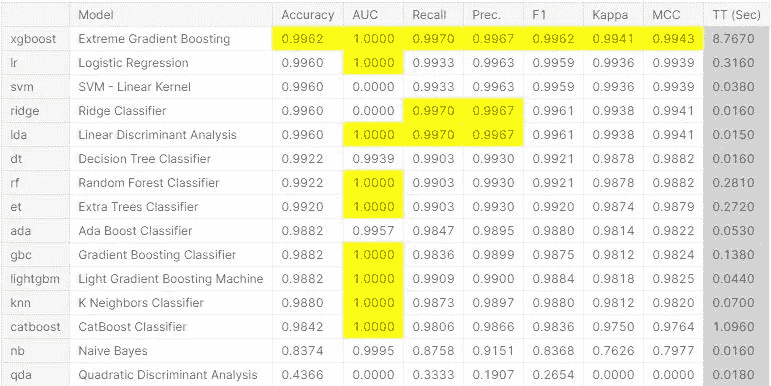 Model Accuracy AUC Recall Prec. F1 Kappa MCC TT (Sec)
xgboost Extreme Gradient Boosting 0.9962 1.0000 0.9970 0.9967 0.9962 0.9941 0.9943 8.7670
lr Logistic Regression 0.9960 1.0000 0.9933 0.9963 0.9959 0.9936 0.9939 0.3160
svm SVM - Linear Kernel 0.9960 0.0000 0.9933 0.9963 0.9959 0.9936 0.9939 0.0380
ridge Ridge Classifier 0.9960 0.0000 0.9970 0.9967 0.9961 0.9938 0.9941 0.0160
lda Linear Discriminant Analysis 0.9960 1.0000 0.9970 0.9967 0.9961 0.9938 0.9941 0.0150
dt Decision Tree Classifier 0.9922 0.9939 0.9903 0.9930 0.9921 0.9878 0.9882 0.0160
rf Random Forest Classifier 0.9922 1.0000 0.9903 0.9930 0.9921 0.9878 0.9882 0.2810
et Extra Trees Classifier 0.9920 1.0000 0.9903 0.9930 0.9920 0.9874 0.9879 0.2720
ada Ada Boost Classifier 0.9882 0.9957 0.9847 0.9895 0.9880 0.9814 0.9822 0.0530
gbc Gradient Boosting Classifier 0.9882 1.0000 0.9836 0.9899 0.9875 0.9812 0.9824 0.1380
lightgbm Light Gradient Boosting Machine 0.9882 1.0000 0.9909 0.9900 0.9884 0.9818 0.9825 0.0440
knn K Neighbors Classifier 0.9880 1.0000 0.9873 0.9897 0.9880 0.9812 0.9820 0.0700
catboost CatBoost Classifier 0.9842 1.0000 0.9806 0.9866 0.9836 0.9750 0.9764 1.0960
nb Naive Bayes 0.8374 0.9995 0.8758 0.9151 0.8368 0.7626 0.7977 0.0160
qda Quadratic Discriminant Analysis 0.4366 0.0000 0.3333 0.1907 0.2654 0.0000 0.0000 0.0180